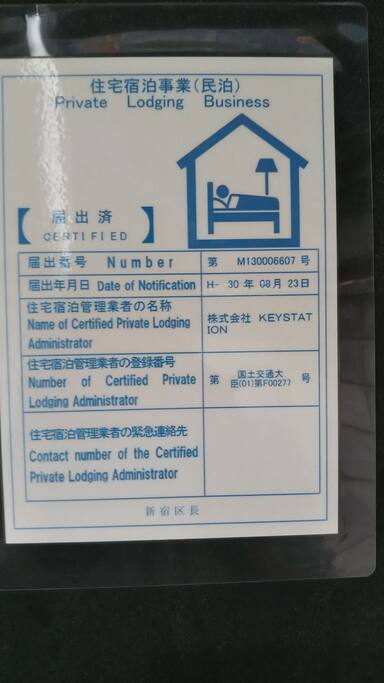 住宅宿泊事業(民泊)
Private Lodging Business
【届出済】
CERTIFIED
届出番号 Number 第 M130006607 号
届出年月日 Date of Notification H- 30 年 08 月 23 日
住宅宿泊管理業者の名称
Name of Certified Private Lodging
Administrator
株式会社 KEYSTAT
ION
住宅宿泊管理業者の登録番号
Number of Certified Private
Lodging Administrator
第 国土交通大
臣(01)第F00277 号
住宅宿泊管理業者の緊急連絡先
Contact number of the Certified
Private Lodging Administrator
新宿区長